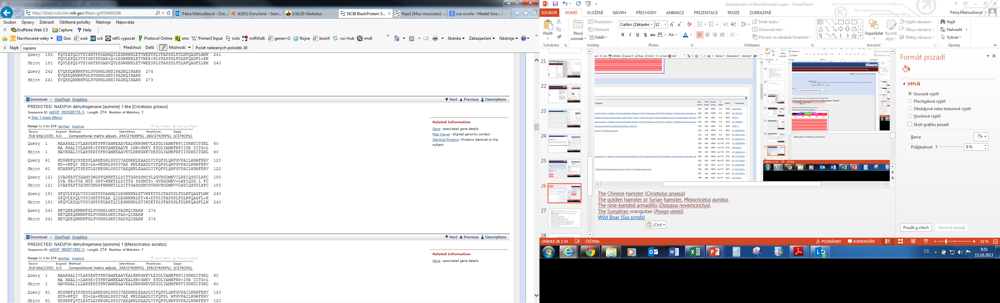 http://blast.ncbi.nlm.nih.gov/Blast.cgi#354493208
Petra Matoušková - Out...
(4263) Doručené – Sezn...
1:16:20 Gladiatus
NCBI Blast:Protein S...
Nqo1 [Mus musculus] -...
sus scrofa - Hledat Goo...
Soubor Úpravy Zobrazit Oblíbené položky Nástroje Nápověda
x EndNote Web 3.5 Capture ? Help
Navrhované weby Goo wok svk refG vypocet Protocol Online sms Primer3 Input ncbi miRWalk generi-O flojoe bioinf -sci-hub rmdl
Stránka Zabezpečení Nástroje
x Najít: sapiens Předchozí Další Možnosti Počet nalezených položek: 16
Query 182 FQVLEPQLVYSIGHTPPDARMQILEGWKKRLETVWEETPLYFAPSSLFDLNFQAGFLMKK 241
FQVLEPQLVYSIGHTPPDAR+Q+LEGWKKRLETVWEE+PLYFAPSSLFDLNFQAGFL+KK
Sbjct 181 FQVLEPQLVYSIGHTPPDARVQVLEGWKKRLETVWEESPLYFAPSSLFDLNFQAGFLLKK 240
Query 242 EVQEEQKKNKFGLSVGHHLGKSIPADNQIKARK 274
EVQEEQKKNKFGLSVGHHLGKSIPADNQIKARK
Sbjct 241 EVQEEQKKNKFGLSVGHHLGKSIPADNQIKARK 273
Download GenPept Graphics Next Previous Descriptions
PREDICTED: NAD(P)H dehydrogenase [quinone] 1-like [Cricetulus griseus]
Sequence ID: ref|XP_003508735.1| Length: 274 Number of Matches: 1
See 1 more title(s)
Range 1: 1 to 274 GenPept Graphics Next Match Previous Match
Score Expect Method Identities Positives Gaps
518 bits(1335) 0.0 Compositional matrix adjust. 245/274(89%) 260/274(94%) 0/274(0%)
Query 1 MAARRALIVLAHSEKTSFNYAMKEAAVEALKKRGWEVLESDLYAMNFNPIISRNDITGEL 60
MA RRALIVLAHSE+TSFNYAMKEAAVE LKK+GWEV ESDLYAMNFNPIISR DITG+L
Sbjct 1 MAVRRALIVLAHSERTSFNYAMKEAAVETLKKKGWEVDESDLYAMNFNPIISRKDITGKL 60
Query 61 KDSKNFQYPSESSLAHKEGRLSPDIVAEHKKLEAADLVIFQFPLQWFGVPAILKGWFERV 120
KD++NFQY SES+LA+KEGRLSPDIVAE KKLEAADLVIFQFPLQWFGVPAILKGWFERV
Sbjct 61 KDAENFQYTSESTLAYKEGRLSPDIVAEQKKLEAADLVIFQFPLQWFGVPAILKGWFERV 120
Query 121 LVAGFAYTYAAMYDNGPFQNKKTLLSITTGGSGSMYSLQGVHGDMNVILWPIQSGILRFC 180
LVA FA+TYA MYD GPF+NKKTLLSITTG SGSMYS+ GVHGDMNV+LWPIQSG L FC
Sbjct 121 LVAEFAFTYATMYDKGPFKNKKTLLSITTGASGSMYSVHGVHGDMNVVLWPIQSGTLHFC 180
Query 181 GFQVLEPQLVYSIGHTPPDARMQILEGWKKRLETVWEETPLYFAPSSLFDLNFQAGFLMK 240
GFQVLEPQLVYSIGHTPPDAR QILEGWKKRLET+W+ETPLYFAPSSLFDLNFQAGFL+K
Sbjct 181 GFQVLEPQLVYSIGHTPPDARTQILEGWKKRLETIWDETPLYFAPSSLFDLNFQAGFLLK 240
Query 241 KEVQEEQKKNKFGLSVGHHLGKSIPADNQIKARK 274
KEVQEEQKKNKFGLSVGHHLGKSIPAD+QIKARK
Sbjct 241 KEVQEEQKKNKFGLSVGHHLGKSIPADSQIKARK 274
Related Information
Gene - associated gene details
Map Viewer - aligned genomic context
Identical Proteins - Proteins identical to the
subject
Download GenPept Graphics Next Previous Descriptions
PREDICTED: NAD(P)H dehydrogenase [quinone] 1 [Mesocricetus auratus]
Sequence ID: ref|XP_005071892.1| Length: 274 Number of Matches: 1
Range 1: 1 to 274 GenPept Graphics Next Match Previous Match
Score Expect Method Identities Positives Gaps
516 bits(1330) 0.0 Compositional matrix adjust. 245/274(89%) 259/274(94%) 0/274(0%)
Query 1 MAARRALIVLAHSEKTSFNYAMKEAAVEALKKRGWEVLESDLYAMNFNPIISRNDITGEL 60
MA RRALI+LAHSE+TSFNYAMKEAAVEALKK+GWEV ESDLYAMNFNP+ISR DITG+L
Sbjct 1 MAVRRALILLAHSERTSFNYAMKEAAVEALKKKGWEVVESDLYAMNFNPVISRKDITGKL 60
Query 61 KDSKNFQYPSESSLAYKEGRLSPDIVAEHKKLEAADLVIFQFPLQWFGVPAILKGWFERV 120
KDS+NFQY ES+LA+KEGRLSPDIVAE KKLEAADLVIFQFPL WFGVPAILKGWFERV
Sbjct 61 KDSENFQYTLESTLAYKEGRLSPDIVAEQKKLEAADLVIFQFPLHWFGVPAILKGWFERV 120
Related Information
Gene - associated gene details
Introduction to Bioinformatics.pptx - PowerPoint
SOUBOR DOMŮ VLOŽENÍ NÁVRH PŘECHODY ANIMACE PREZENTACE REVIZE ZOBRAZENÍ
Petra Matoušková
Vložit
Schránka
Nový snímek
Rozložení
Obnovit
Oddíl
Snímky
Calibri (Základní 12
Písmo
Směr textu
Zarovnat text
Převést na obrázek SmartArt
Odstavec
Uspořádat Rychlé styly
Výplň obrazce
Obrys obrazce
Efekty obrazce
Kreslení
Najít
Nahradit
Vybrat
Úpravy
21
22
23
24
25
26
27
28
Max score Total score Query cover E value Ident Accession
Kliknutím vložíte poznámky.
The Chinese hamster (Cricetulus griseus)
The golden hamster or Syrian hamster, Mesocricetus auratus
The nine-banded armadillo (Dasypus novemcinctus),
The Sumatran orangutan (Pongo abelii)
Wild Boar (Sus scrofa)
(Ctrl)
Formát pozadí
VÝPLŇ
Souvislá výplň
Přechodová výplň
Obrázková nebo texturová výplň
Vzorková výplň
Skrýt grafiku pozadí
Barva
Průhlednost 0 %
Použít u všech Obnovit pozadí
SNÍMEK 26 Z 34 ČEŠTINA POZNÁMKY KOMENTÁŘE 53 %
CS 9:51
15.10.2013